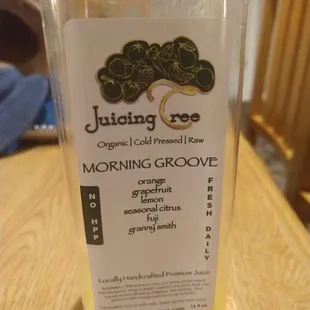 Juicing Tree
Organic | Cold Pressed | Raw
MORNING GROOVE
orange
grapefruit
lemon
seasonal citrus
fuji
granny smith
NO HPP
FRESH DAILY
Locally Handcrafted Premium Juice